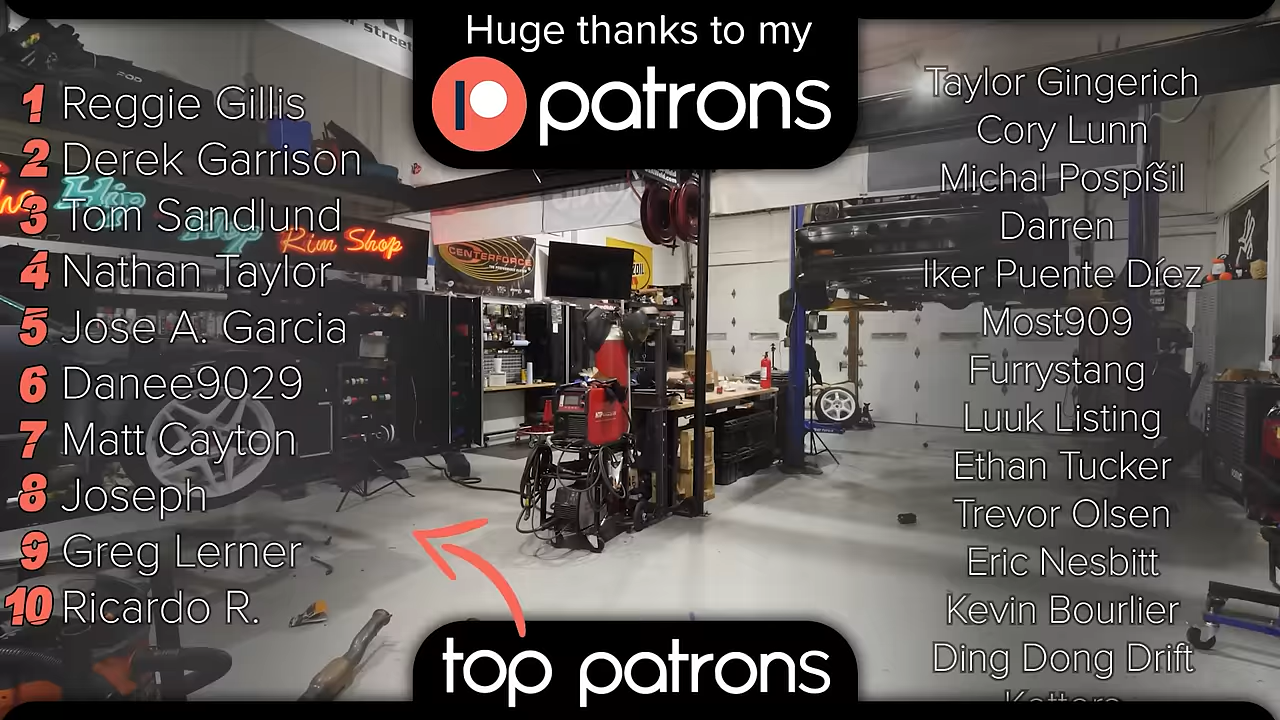 Huge thanks to my
patrons
1 Reggie Gillis
2 Derek Garrison
3 Tom Sandlund
4 Nathan Taylor
5 Jose A. Garcia
6 Danee9029
7 Matt Cayton
8 Joseph
9 Greg Lerner
10 Ricardo R.
Taylor Gingerich
Cory Lunn
Michal Pospíšil
Darren
Iker Puente Díez
Most909
Furrystang
Luuk Listing
Ethan Tucker
Trevor Olsen
Eric Nesbitt
Kevin Bourlier
Ding Dong Drift
top patrons
street
Hip
Hop
Rim Shop
CENTERFORCE